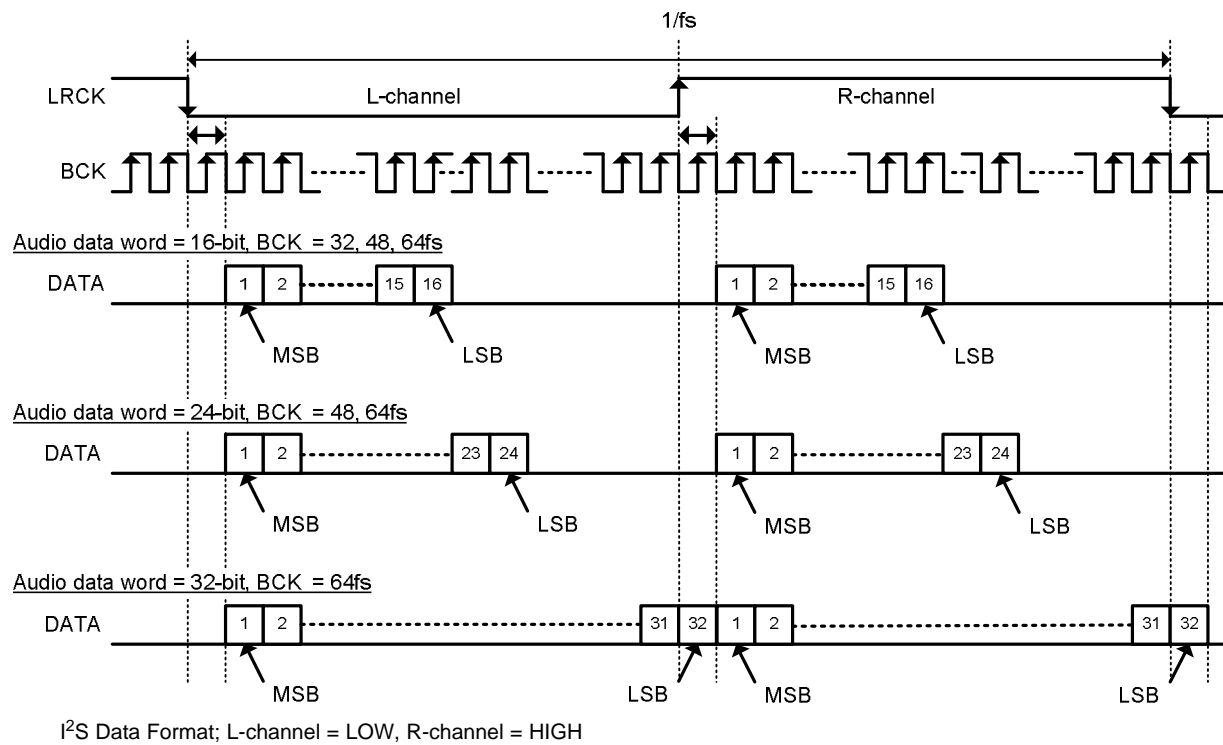 1/fs
LRCK
L-channel
R-channel
BCK
Audio data word = 16-bit, BCK = 32, 48, 64fs
DATA
1 2 15 16 1 2 15 16
MSB LSB MSB LSB
Audio data word = 24-bit, BCK = 48, 64fs
DATA
1 2 23 24 1 2 23 24
MSB LSB MSB LSB
Audio data word = 32-bit, BCK = 64fs
DATA
1 2 31 32 1 2 31 32
MSB LSB MSB LSB
I²S Data Format; L-channel = LOW, R-channel = HIGH